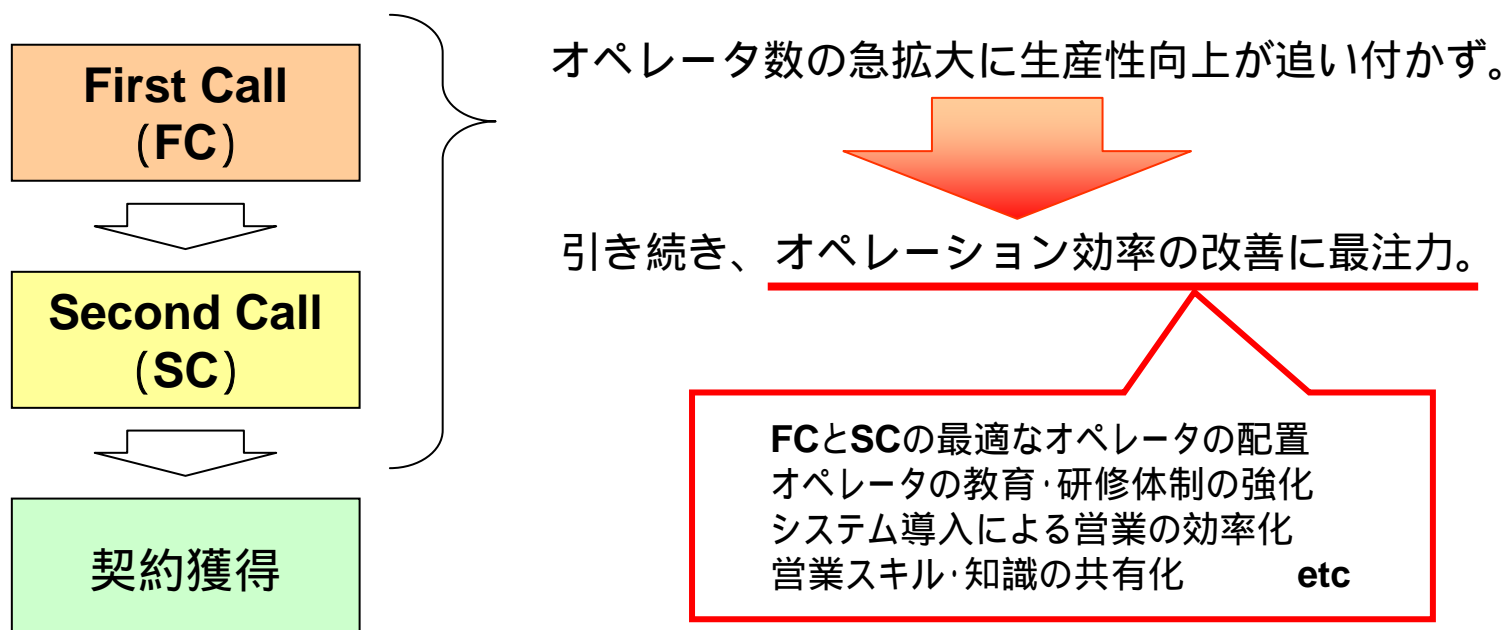 First Call
(FC)
Second Call
(SC)
契約獲得
オペレータ数の急拡大に生産性向上が追い付かず。
引き続き、オペレーション効率の改善に最注力。
FCとSCの最適なオペレータの配置
オペレータの教育・研修体制の強化
システム導入による営業の効率化
営業スキル・知識の共有化 etc